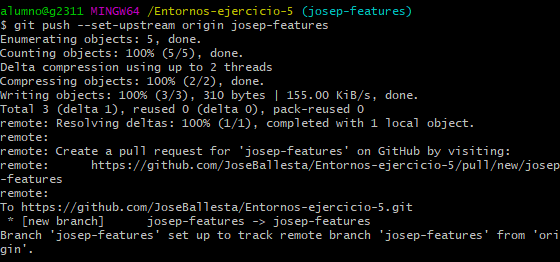 alumno@g2311 MINGW64 /Entornos-ejercicio-5 (josep-features)
$ git push --set-upstream origin josep-features
Enumerating objects: 5, done.
Counting objects: 100% (5/5), done.
Delta compression using up to 2 threads
Compressing objects: 100% (2/2), done.
Writing objects: 100% (3/3), 310 bytes | 155.00 KiB/s, done.
Total 3 (delta 1), reused 0 (delta 0), pack-reused 0
remote: Resolving deltas: 100% (1/1), completed with 1 local object.
remote:
remote: Create a pull request for 'josep-features' on GitHub by visiting:
remote:      https://github.com/JoseBallesta/Entornos-ejercicio-5/pull/new/josep
-features
remote:
To https://github.com/JoseBallesta/Entornos-ejercicio-5.git
 * [new branch]      josep-features -> josep-features
Branch 'josep-features' set up to track remote branch 'josep-features' from 'ori
gin'.